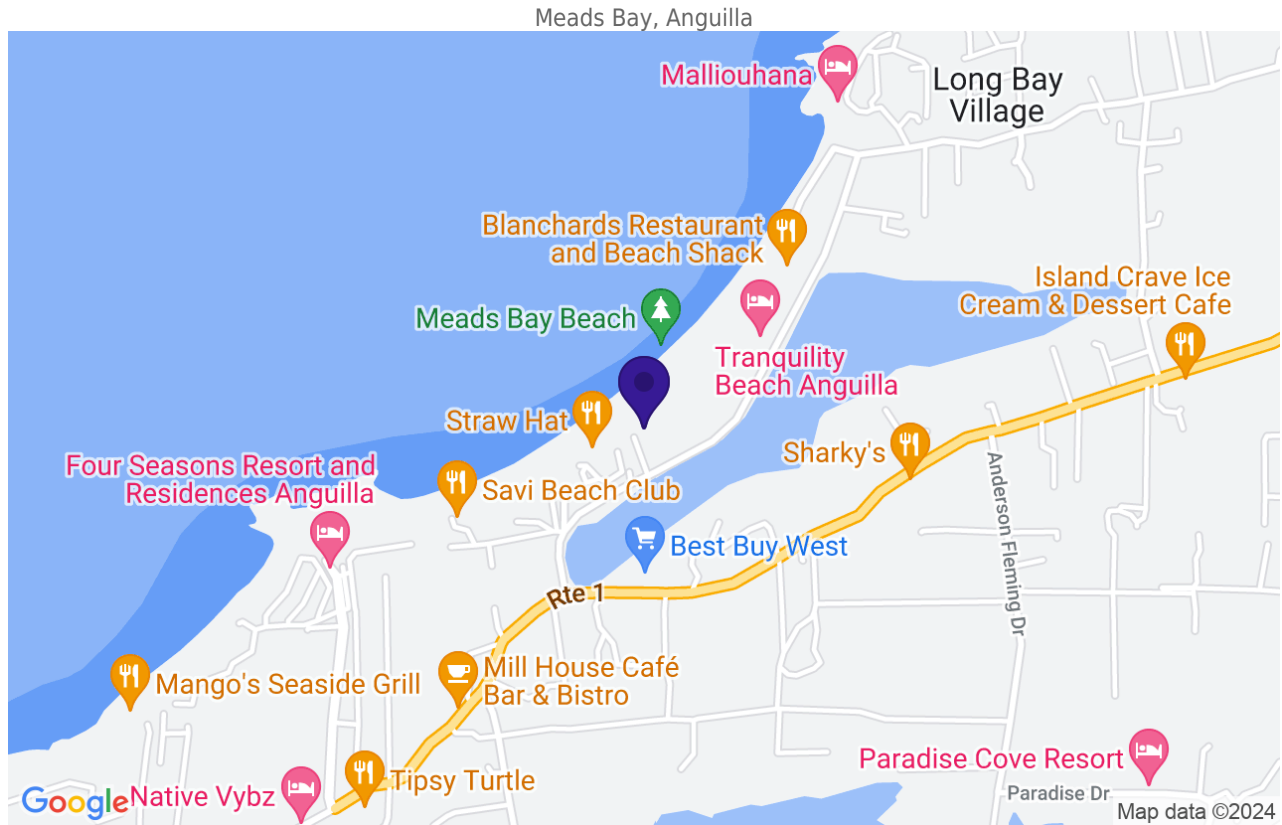 Meads Bay, Anguilla
Malliouhana
Long Bay
Village
Blanchards Restaurant
and Beach Shack
Island Crave Ice
Cream & Dessert Cafe
Meads Bay Beach
Tranquility
Beach Anguilla
Straw Hat
Sharky's
Four Seasons Resort and
Residences Anguilla
Savi Beach Club
Anderson Fleming Dr
Best Buy West
Rte 1
Mill House Café
Bar & Bistro
Mango's Seaside Grill
Paradise Cove Resort
Tipsy Turtle
Paradise Dr
Google
Native Vybz
Map data ©2024